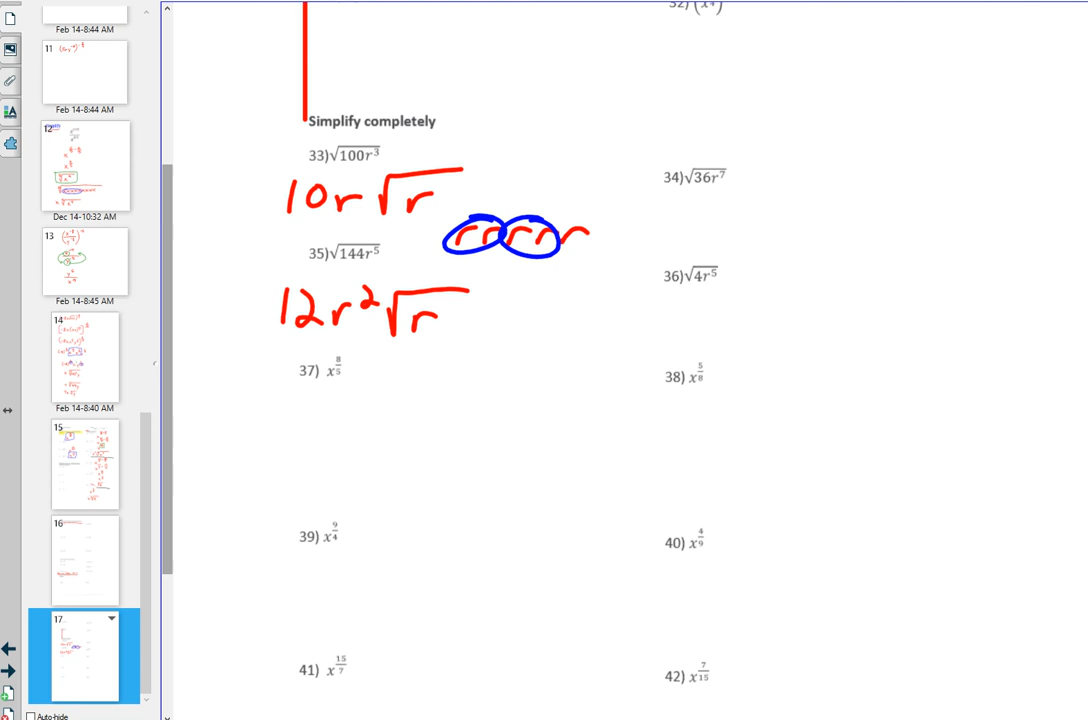 Feb 14-8:44 AM
11
Feb 14-8:44 AM
12
Dec 14-10:32 AM
13
Feb 14-8:45 AM
14
Feb 14-8:40 AM
15
16
17
Auto-hide
32) (x
Simplify completely
33)√100r³
10r√r
34)√36r⁷
rrrrr
35)√144r⁵
36)√4r⁵
12r²√r
37) x^(8/5)
38) x^(5/8)
39) x^(9/4)
40) x^(4/9)
41) x^(15/7)
42) x^(7/15)